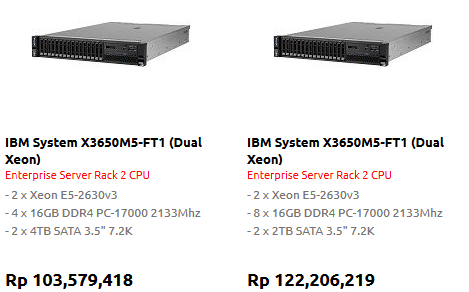 IBM System X3650M5-FT1 (Dual
Xeon)
Enterprise Server Rack 2 CPU
- 2 x Xeon E5-2630v3
- 4 x 16GB DDR4 PC-17000 2133Mhz
- 2 x 4TB SATA 3.5" 7.2K
Rp 103,579,418
IBM System X3650M5-FT1 (Dual
Xeon)
Enterprise Server Rack 2 CPU
- 2 x Xeon E5-2630v3
- 8 x 16GB DDR4 PC-17000 2133Mhz
- 2 x 2TB SATA 3.5" 7.2K
Rp 122,206,219